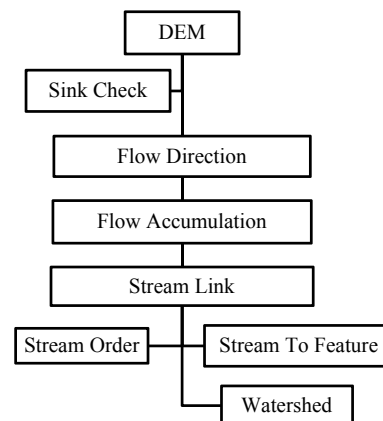 DEM
Sink Check
Flow Direction
Flow Accumulation
Stream Link
Stream Order
Stream To Feature
Watershed